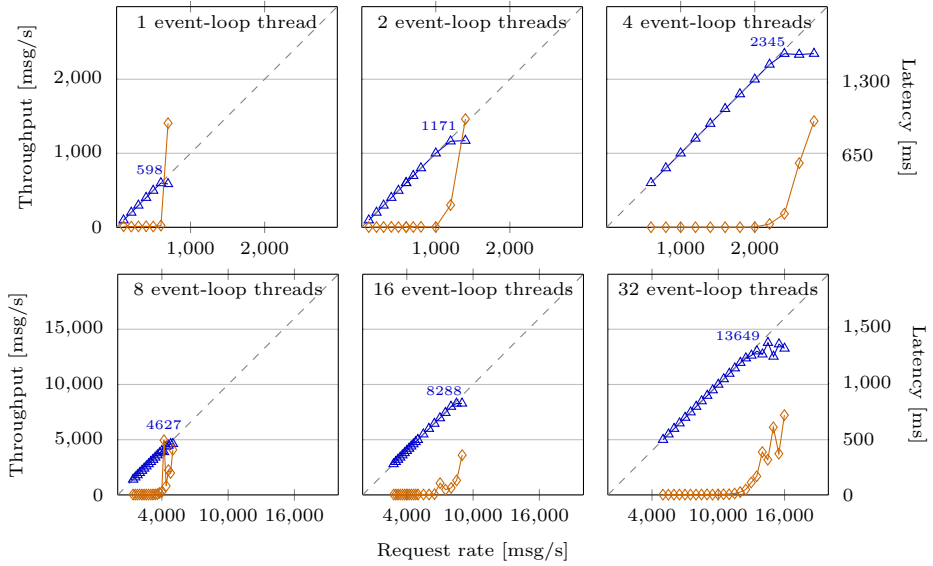 1 event-loop thread
2 event-loop threads
4 event-loop threads
Throughput [msg/s]
2,000
1,000
0
598
1171
2345
1,300
650
Latency
[ms]
1,000 2,000
1,000 2,000
1,000 2,000
8 event-loop threads
16 event-loop threads
32 event-loop threads
Throughput [msg/s]
15,000
10,000
5,000
0
4627
8288
13649
1,500
1,000
500
0
Latency [ms]
4,000 10,000 16,000
4,000 10,000 16,000
4,000 10,000 16,000
Request rate [msg/s]